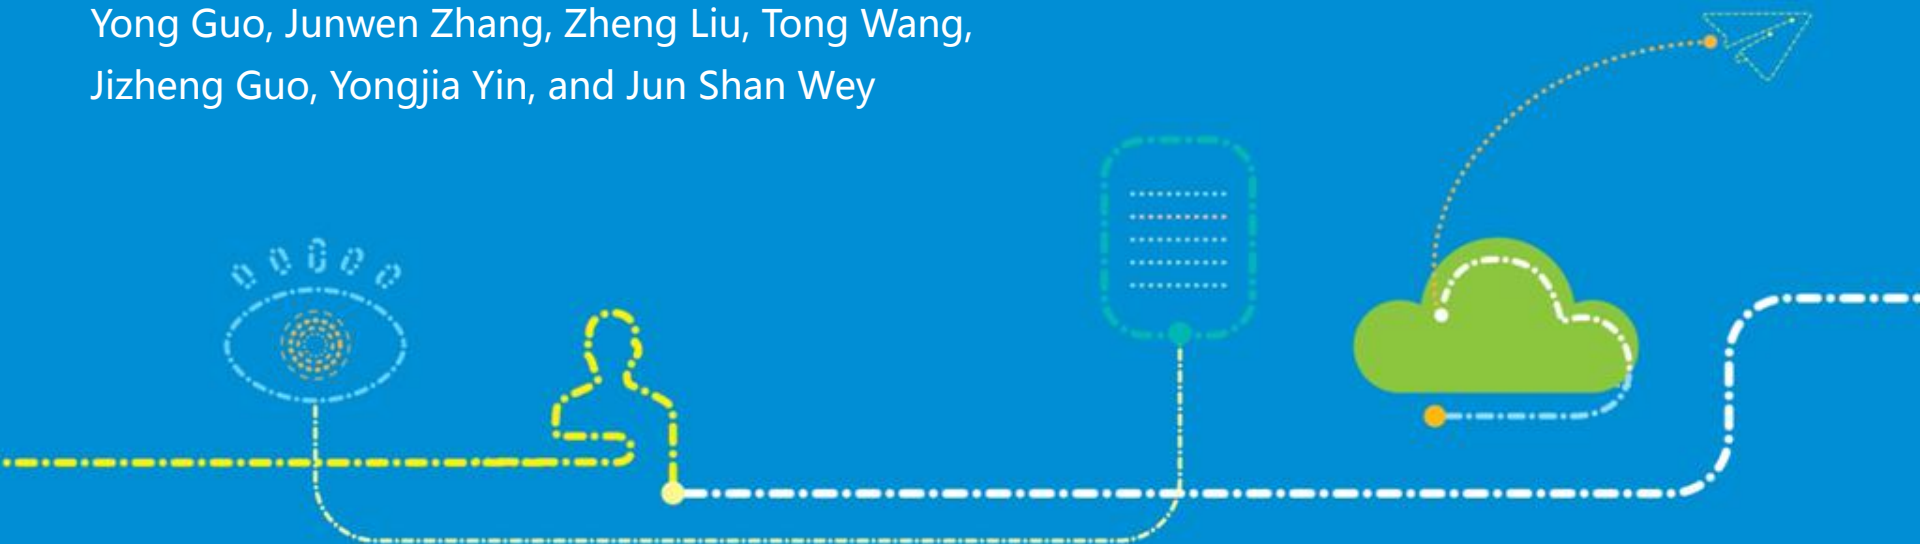 Yong Guo, Junwen Zhang, Zheng Liu, Tong Wang,
Jizheng Guo, Yongjia Yin, and Jun Shan Wey